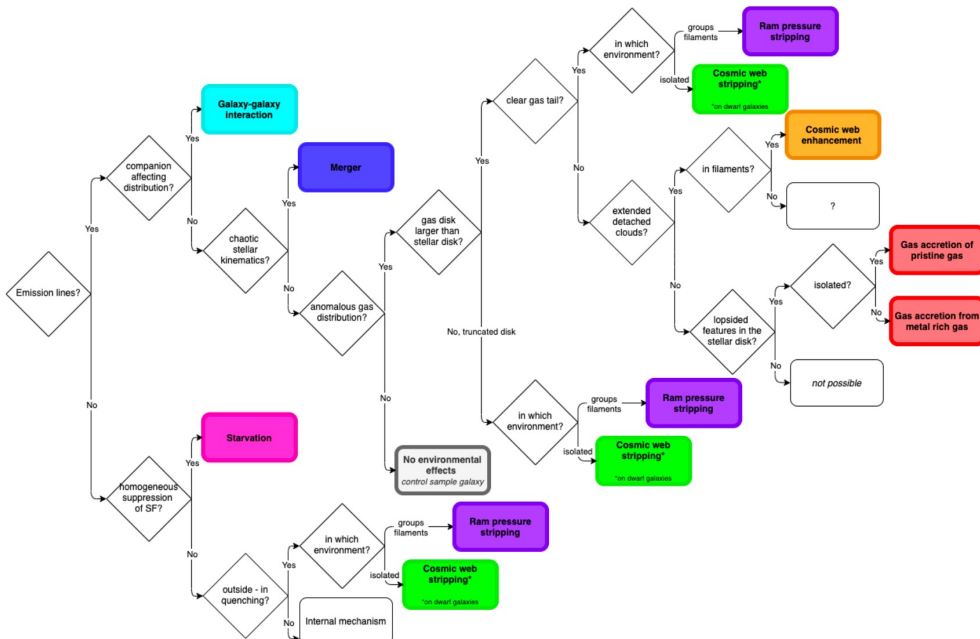 groups
filaments
Ram pressure
stripping
in which
environment?
isolated
Cosmic web
stripping*
*on dwarf galaxies
Yes
clear gas tail?
Galaxy-galaxy
interaction
Cosmic web
enhancement
Yes
Yes
companion
affecting
distribution?
Merger
Yes
No
Yes
in filaments?
No
?
Yes
No
chaotic
stellar
kinematics?
gas disk
larger than
stellar disk?
extended
detached
clouds?
Gas accretion of
pristine gas
Yes
Emission lines?
No
anomalous gas
distribution?
Yes
No
isolated?
No
Gas accretion from
metal rich gas
Yes
lopsided
features in the
stellar disk?
No, truncated disk
No
not possible
No
No
in which
environment?
groups
filaments
Ram pressure
stripping
isolated
Cosmic web
stripping*
*on dwarf galaxies
Starvation
Yes
No environmental
effects
control sample galaxy
homogeneous
suppression
of SF?
No
in which
environment?
groups
filaments
Ram pressure
stripping
isolated
Cosmic web
stripping*
*on dwarf galaxies
Yes
outside - in
quenching?
No
Internal mechanism